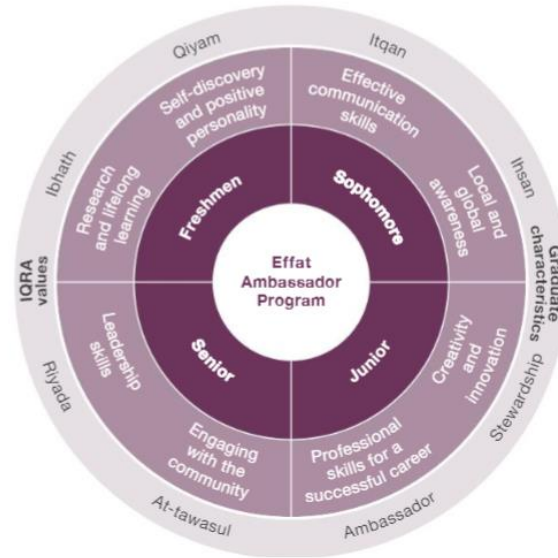 Qiyam
Itqan
Ihsan
Graduate
characteristics
Stewardship
Ambassador
At-tawasul
Riyada
IQRA
values
Ibhath
Self-discovery
and positive
personality
Effective
communication
skills
Local and
global
awareness
Creativity
and
innovation
Professional
skills for a
successful career
Engaging
with the
community
Leadership
skills
Research
and lifelong
learning
Freshmen
Sophomore
Junior
Senior
Effat
Ambassador
Program